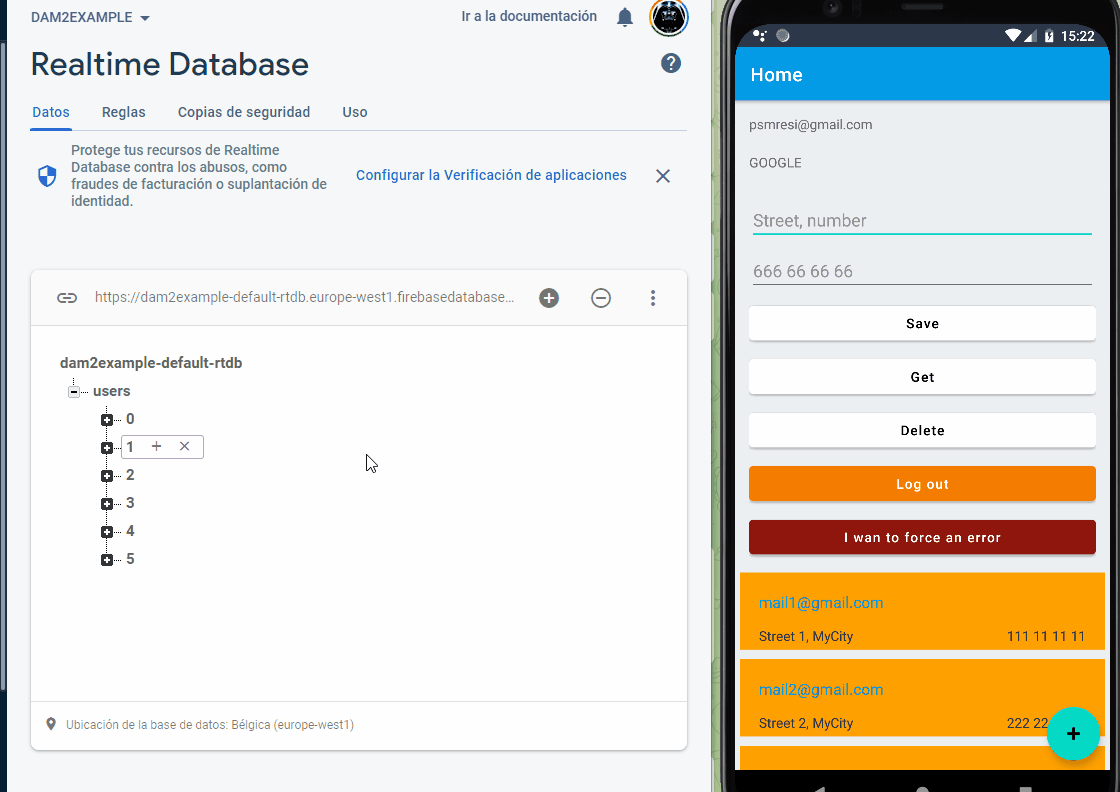 DAM2EXAMPLE
Ir a la documentación
Realtime Database
Datos
Reglas
Copias de seguridad
Uso
Protege tus recursos de Realtime
Database contra los abusos, como
fraudes de facturación o suplantación de
identidad.
Configurar la Verificación de aplicaciones
https://dam2example-default-rtdb.europe-west1.firebasedatabase...
dam2example-default-rtdb
users
0
1
2
3
4
5
Ubicación de la base de datos: Bélgica (europe-west1)
15:22
Home
psmresi@gmail.com
GOOGLE
Street, number
666 66 66 66
Save
Get
Delete
Log out
I wan to force an error
mail1@gmail.com
Street 1, MyCity 111 11 11 11
mail2@gmail.com
Street 2, MyCity 222 22